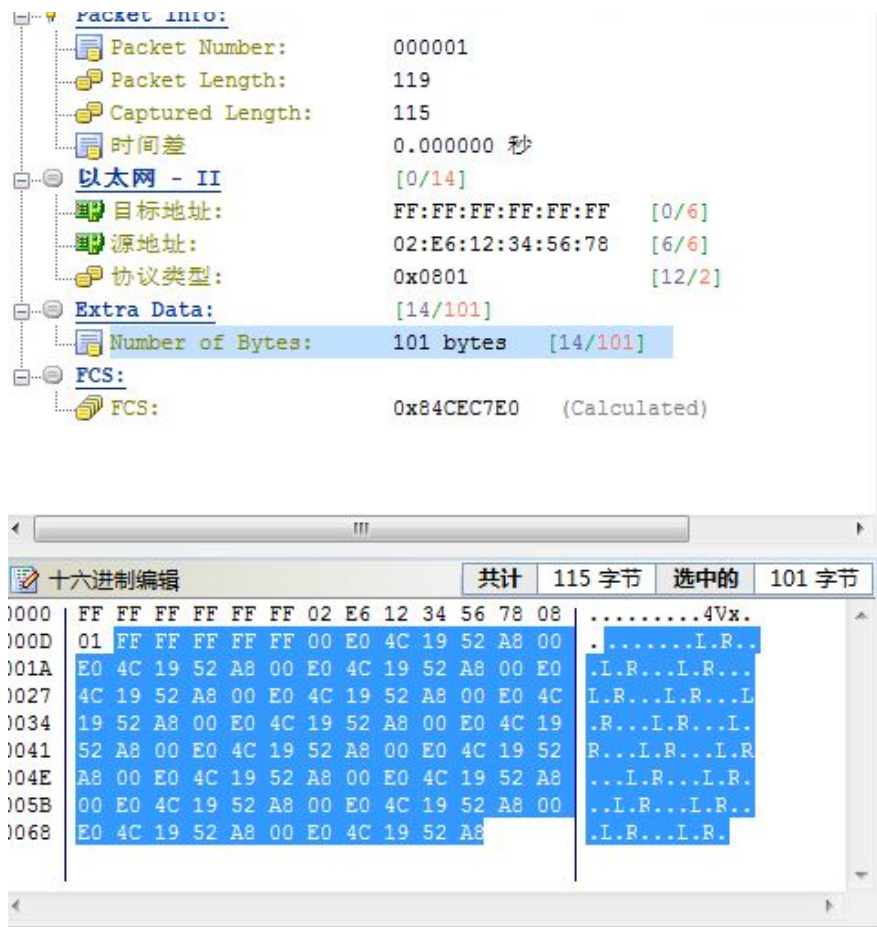 Packet Info:
Packet Number: 000001
Packet Length: 119
Captured Length: 115
时间差 0.000000 秒
以太网 - II [0/14]
目标地址: FF:FF:FF:FF:FF:FF [0/6]
源地址: 02:E6:12:34:56:78 [6/6]
协议类型: 0x0801 [12/2]
Extra Data: [14/101]
Number of Bytes: 101 bytes [14/101]
FCS:
FCS: 0x84CEC7E0 (Calculated)
十六进制编辑 共计 115 字节 选中的 101 字节
0000 FF FF FF FF FF FF 02 E6 12 34 56 78 08 .........4Vx.
000D 01 FF FF FF FF FF FF 00 E0 4C 19 52 A8 00 . .......L.R..
001A E0 4C 19 52 A8 00 E0 4C 19 52 A8 00 E0 .L.R...L.R...
0027 4C 19 52 A8 00 E0 4C 19 52 A8 00 E0 4C L.R...L.R...L
0034 19 52 A8 00 E0 4C 19 52 A8 00 E0 4C 19 .R...L.R...L.
0041 52 A8 00 E0 4C 19 52 A8 00 E0 4C 19 52 R...L.R...L.R
004E A8 00 E0 4C 19 52 A8 00 E0 4C 19 52 A8 ...L.R...L.R.
005B 00 E0 4C 19 52 A8 00 E0 4C 19 52 A8 00 ..L.R...L.R..
0068 E0 4C 19 52 A8 00 E0 4C 19 52 A8 .L.R...L.R.